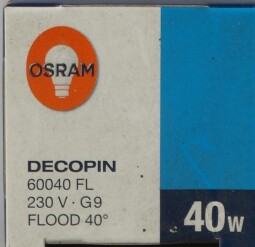 OSRAM
DECOPIN
60040 FL
230 V · G9
FLOOD 40°
40W